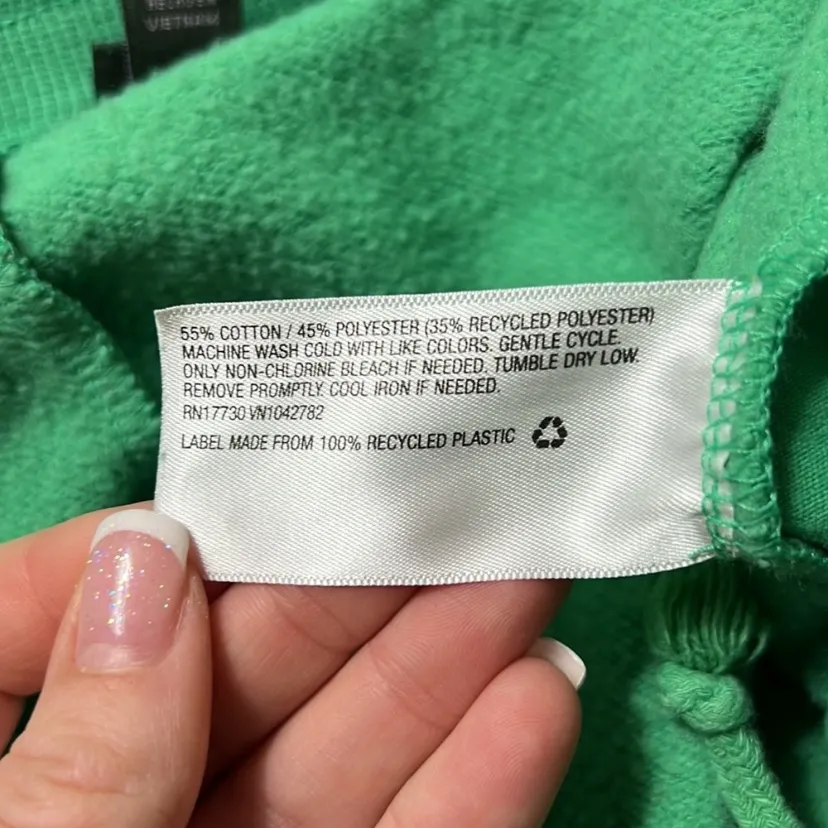 VIETNAM
55% COTTON / 45% POLYESTER (35% RECYCLED POLYESTER)
MACHINE WASH COLD WITH LIKE COLORS. GENTLE CYCLE.
ONLY NON-CHLORINE BLEACH IF NEEDED. TUMBLE DRY LOW.
REMOVE PROMPTLY. COOL IRON IF NEEDED.
RN17730 VN1042782
LABEL MADE FROM 100% RECYCLED PLASTIC